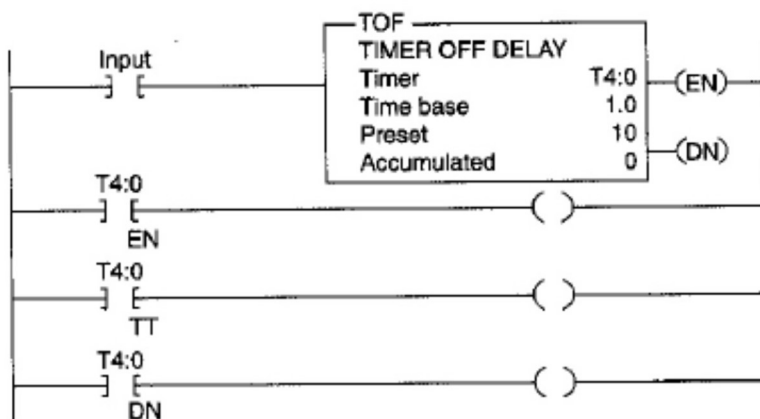 TOF
TIMER OFF DELAY
Input
Timer T4:0 (EN)
Time base 1.0
Preset 10 (DN)
Accumulated 0
T4:0
EN
T4:0
TT
T4:0
DN